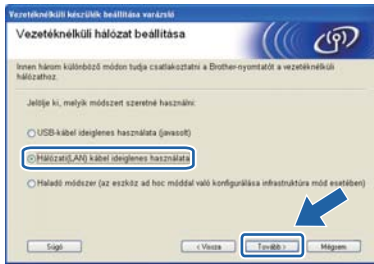 Vezetéknélküli készülék beállítása varázsló
Vezetéknélküli hálózat beállítása
Innen három különböző módon tudja csatlakoztatni a Brother-nyomtatót a vezetéknélküli
hálózathoz.
Jelölje ki, melyik módszert szeretné használni:
USB-kábel ideiglenes használata (javasolt)
Hálózati(LAN) kábel ideiglenes használata
Haladó módszer (az eszköz ad hoc móddal való konfigurálása infrastruktúra mód esetében)
Súgó
< Vissza
Tovább >
Mégsem